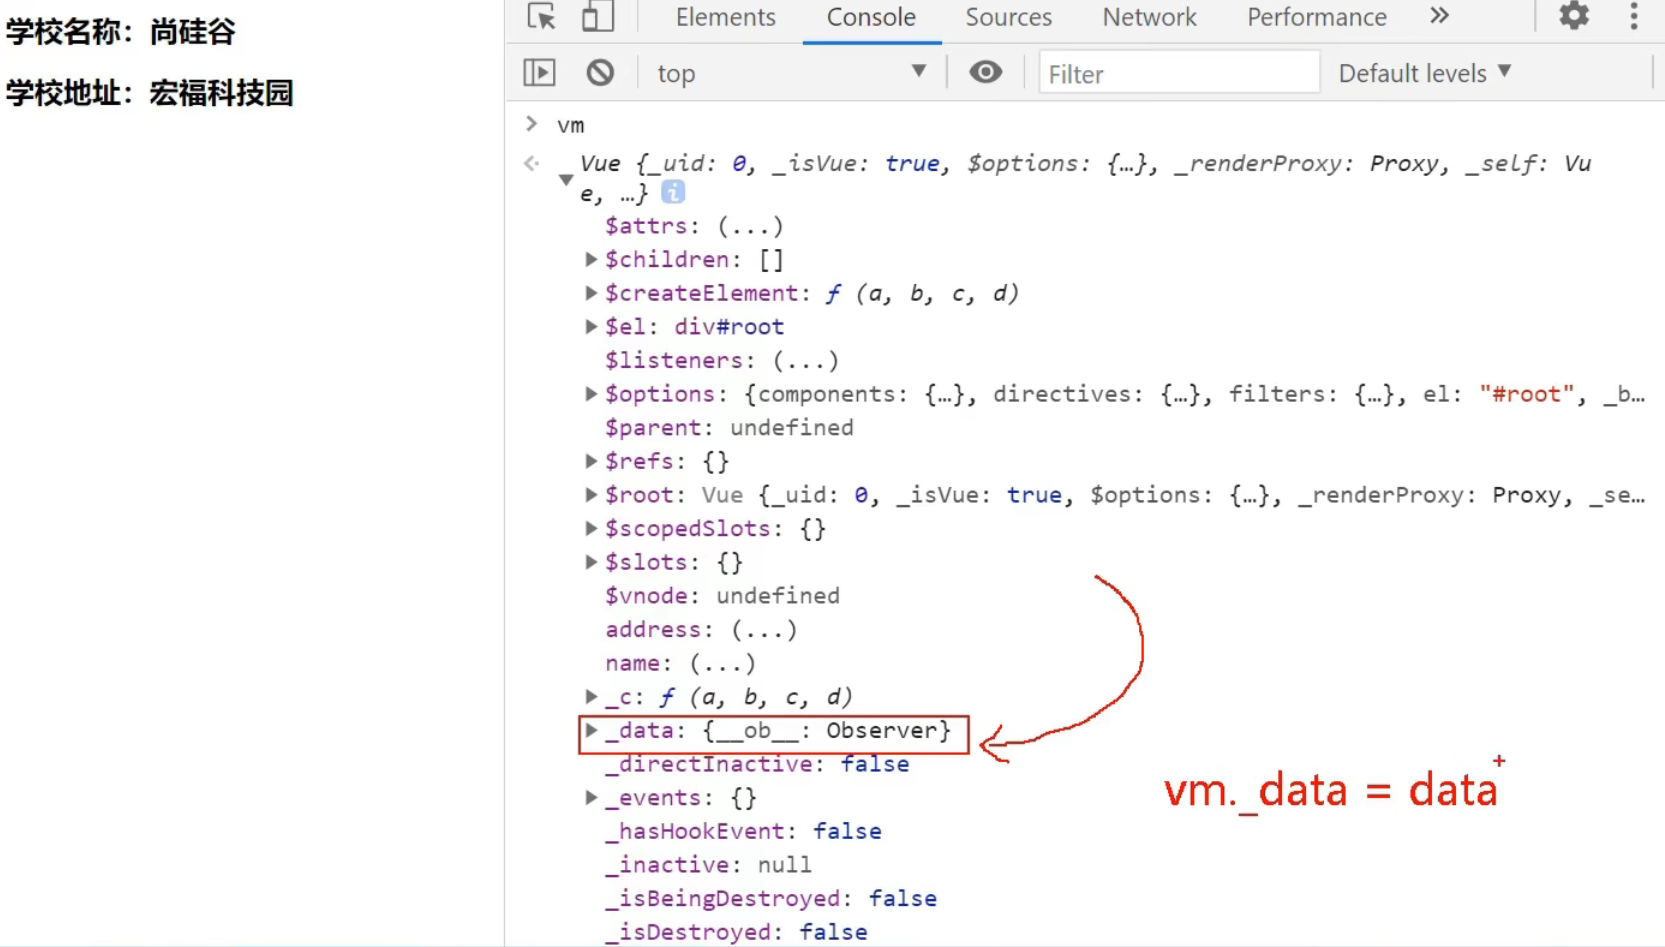 学校名称：尚硅谷
学校地址：宏福科技园
Elements Console Sources Network Performance »
top Filter Default levels
> vm
Vue {_uid: 0, _isVue: true, $options: {…}, _renderProxy: Proxy, _self: Vu
e, …} i
$attrs: (...)
$children: []
$createElement: ƒ (a, b, c, d)
$el: div#root
$listeners: (...)
$options: {components: {…}, directives: {…}, filters: {…}, el: "#root", _b…
$parent: undefined
$refs: {}
$root: Vue {_uid: 0, _isVue: true, $options: {…}, _renderProxy: Proxy, _se…
$scopedSlots: {}
$slots: {}
$vnode: undefined
address: (...)
name: (...)
_c: ƒ (a, b, c, d)
_data: {__ob__: Observer}
_directInactive: false
_events: {}
vm._data = data
_hasHookEvent: false
_inactive: null
_isBeingDestroyed: false
_isDestroyed: false